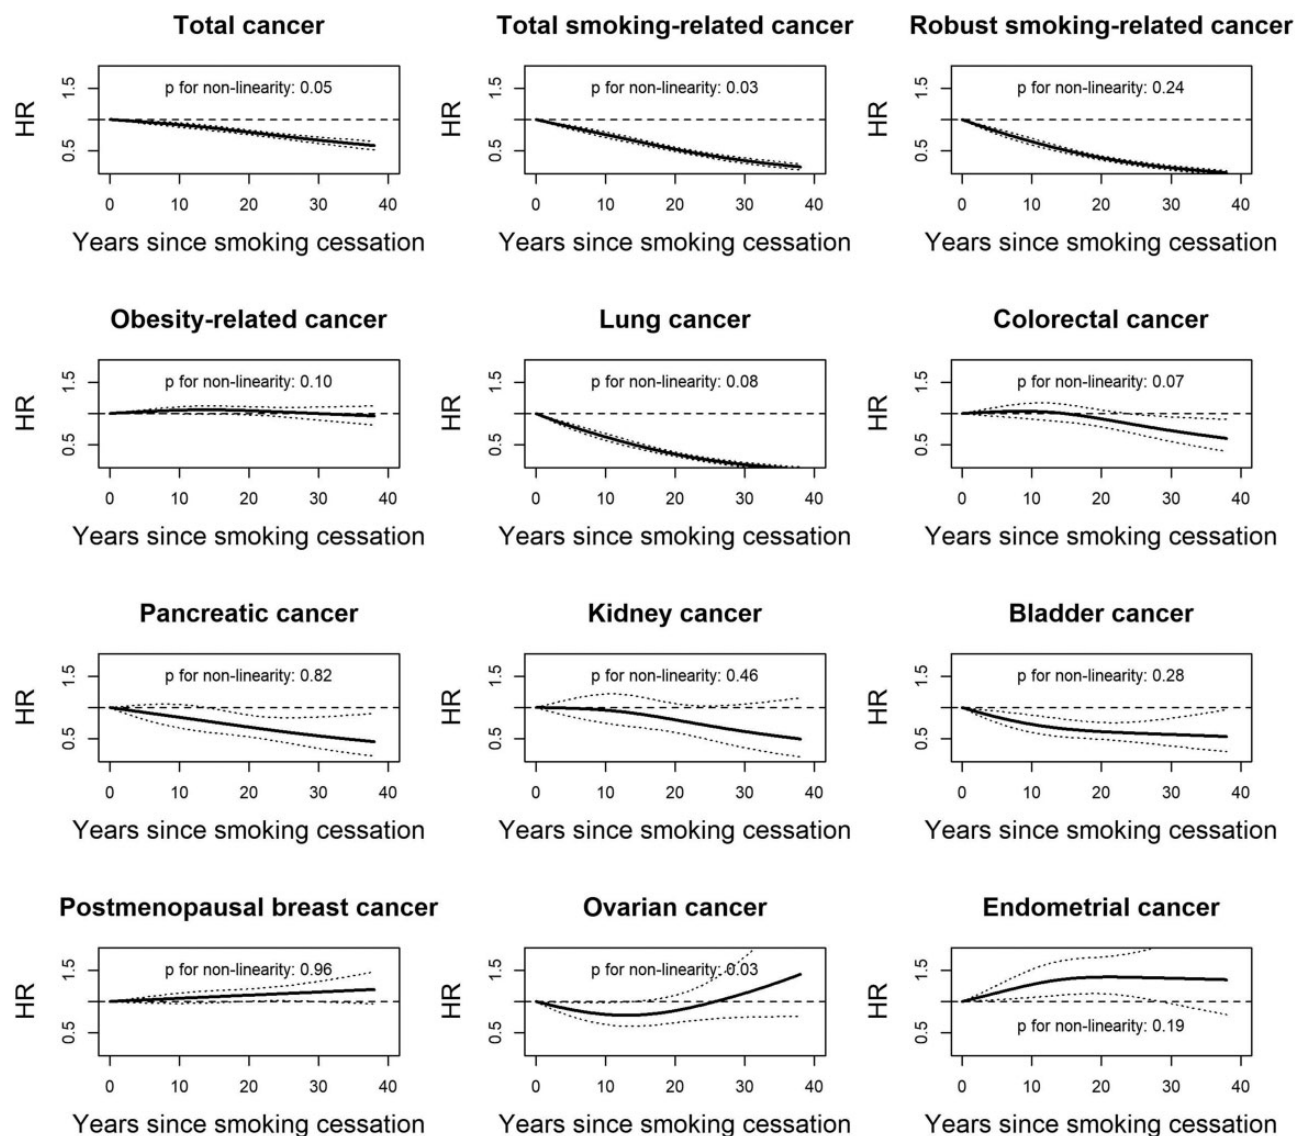 Total cancer
HR
1.5
0.5
p for non-linearity: 0.05
0 10 20 30 40
Years since smoking cessation
Total smoking-related cancer
HR
1.5
0.5
p for non-linearity: 0.03
0 10 20 30 40
Years since smoking cessation
Robust smoking-related cancer
HR
1.5
0.5
p for non-linearity: 0.24
0 10 20 30 40
Years since smoking cessation
Obesity-related cancer
HR
1.5
0.5
p for non-linearity: 0.10
0 10 20 30 40
Years since smoking cessation
Lung cancer
HR
1.5
0.5
p for non-linearity: 0.08
0 10 20 30 40
Years since smoking cessation
Colorectal cancer
HR
1.5
0.5
p for non-linearity: 0.07
0 10 20 30 40
Years since smoking cessation
Pancreatic cancer
HR
1.5
0.5
p for non-linearity: 0.82
0 10 20 30 40
Years since smoking cessation
Kidney cancer
HR
1.5
0.5
p for non-linearity: 0.46
0 10 20 30 40
Years since smoking cessation
Bladder cancer
HR
1.5
0.5
p for non-linearity: 0.28
0 10 20 30 40
Years since smoking cessation
Postmenopausal breast cancer
HR
1.5
0.5
p for non-linearity: 0.96
0 10 20 30 40
Years since smoking cessation
Ovarian cancer
HR
1.5
0.5
p for non-linearity: 0.03
0 10 20 30 40
Years since smoking cessation
Endometrial cancer
HR
1.5
0.5
p for non-linearity: 0.19
0 10 20 30 40
Years since smoking cessation